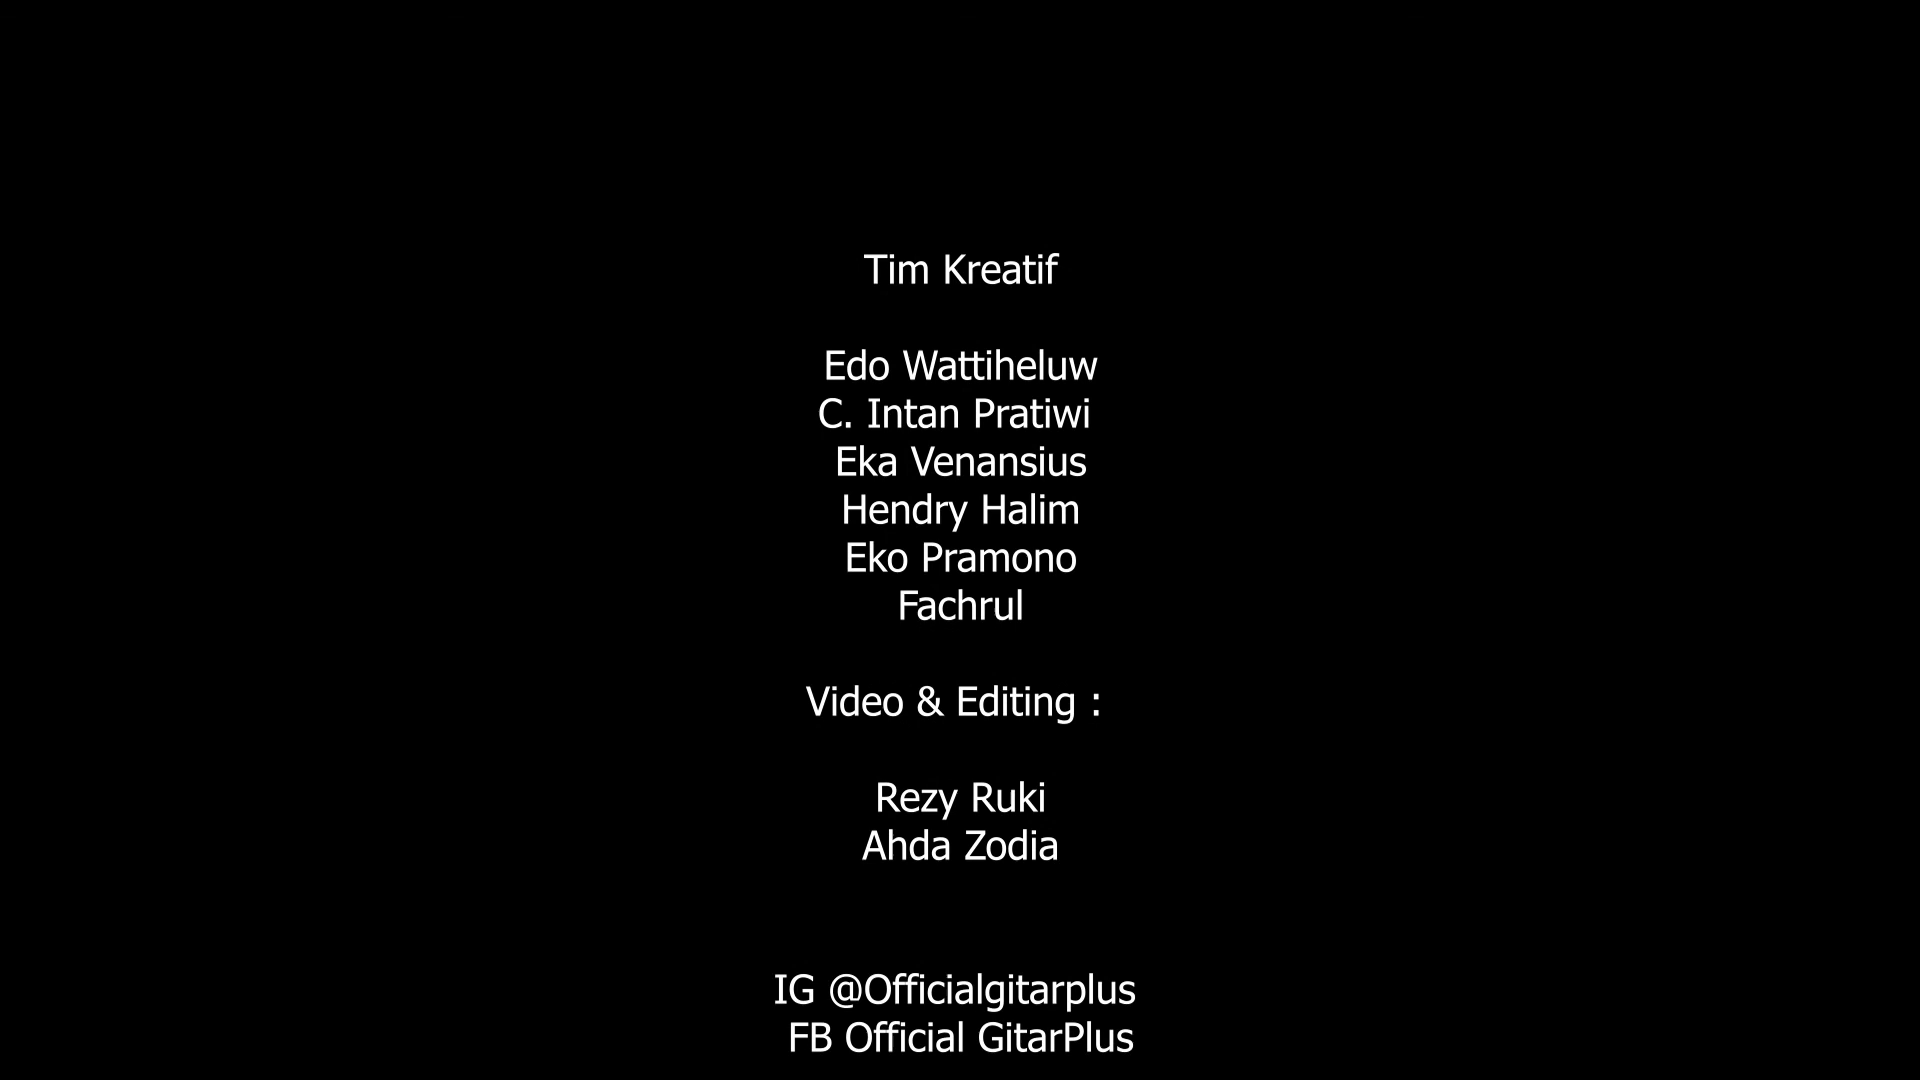 Tim Kreatif
Edo Wattiheluw
C. Intan Pratiwi
Eka Venansius
Hendry Halim
Eko Pramono
Fachrul
Video & Editing :
Rezy Ruki
Ahda Zodia
IG @Officialgitarplus
FB Official GitarPlus